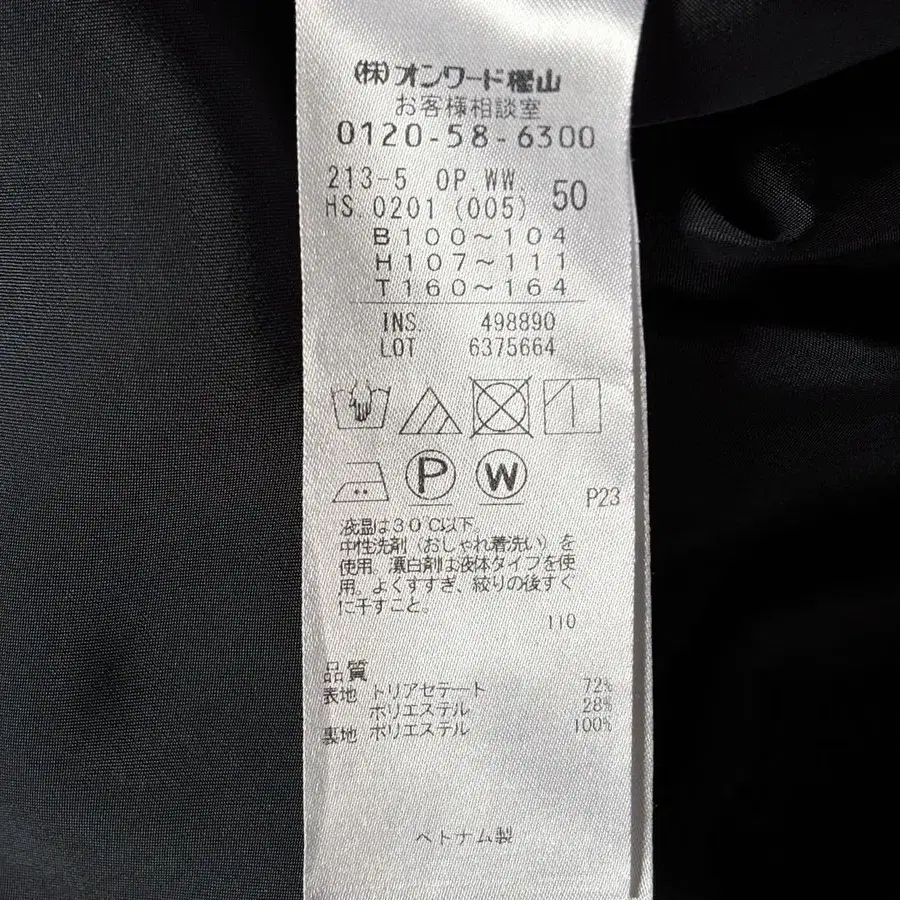 (株)オンワード樫山
お客様相談室
0120-58-6300
213-5 OP.WW. 50
HS.0201 (005)
B100～104
H107～111
T160～164
INS. 498890
LOT 6375664
P W
P23
液温は30℃以下
中性洗剤（おしゃれ着洗い）を
使用。漂白剤は液体タイプを使
用。よくすすぎ、絞りの後すぐ
に干すこと。
110
品質
表地 トリアセテート 72%
ポリエステル 28%
裏地 ポリエステル 100%
ベトナム製